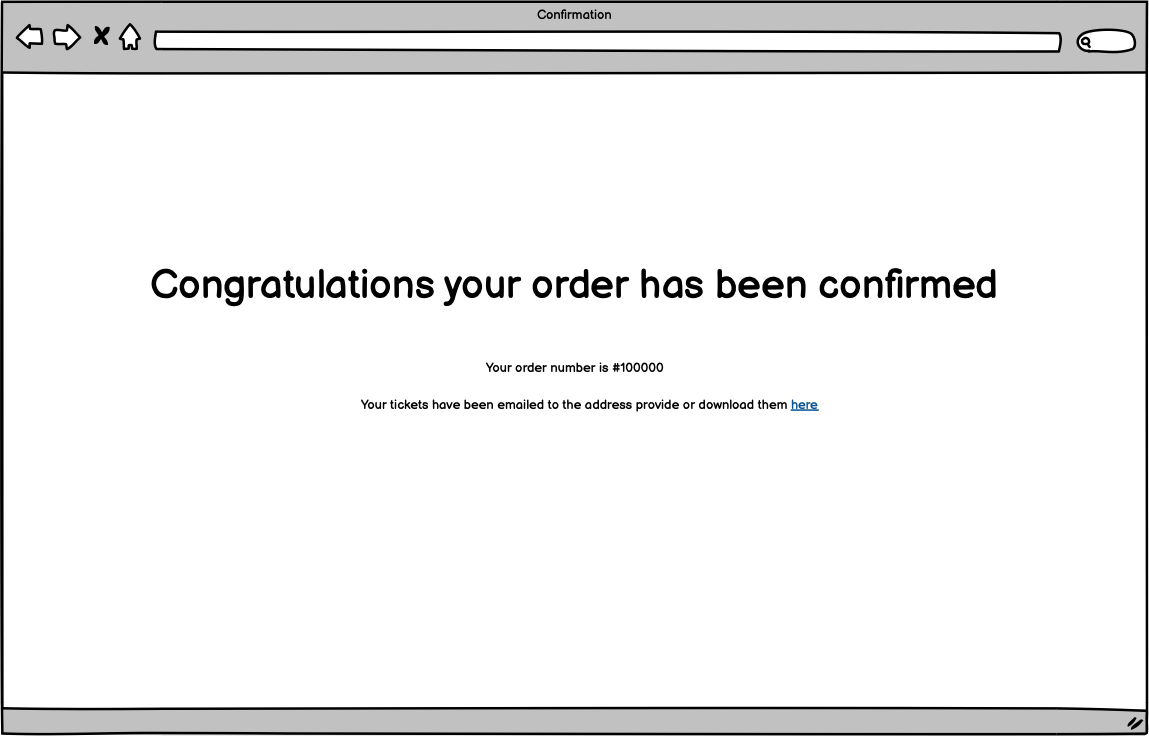 Confirmation
Congratulations your order has been confirmed
Your order number is #100000
Your tickets have been emailed to the address provide or download them here